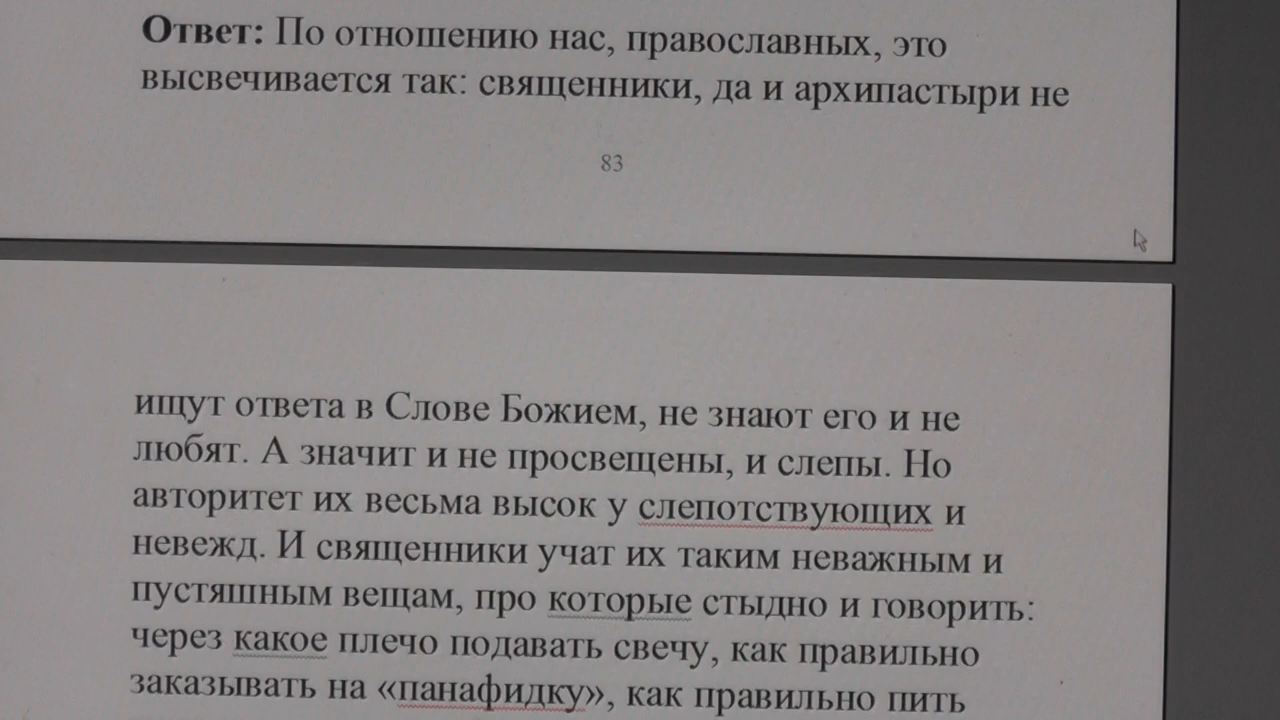 Ответ: По отношению нас, православных, это
высвечивается так: священники, да и архипастыри не
83
ищут ответа в Слове Божием, не знают его и не
любят. А значит и не просвещены, и слепы. Но
авторитет их весьма высок у слепотствующих и
невежд. И священники учат их таким неважным и
пустяшным вещам, про которые стыдно и говорить:
через какое плечо подавать свечу, как правильно
заказывать на «панафидку», как правильно пить